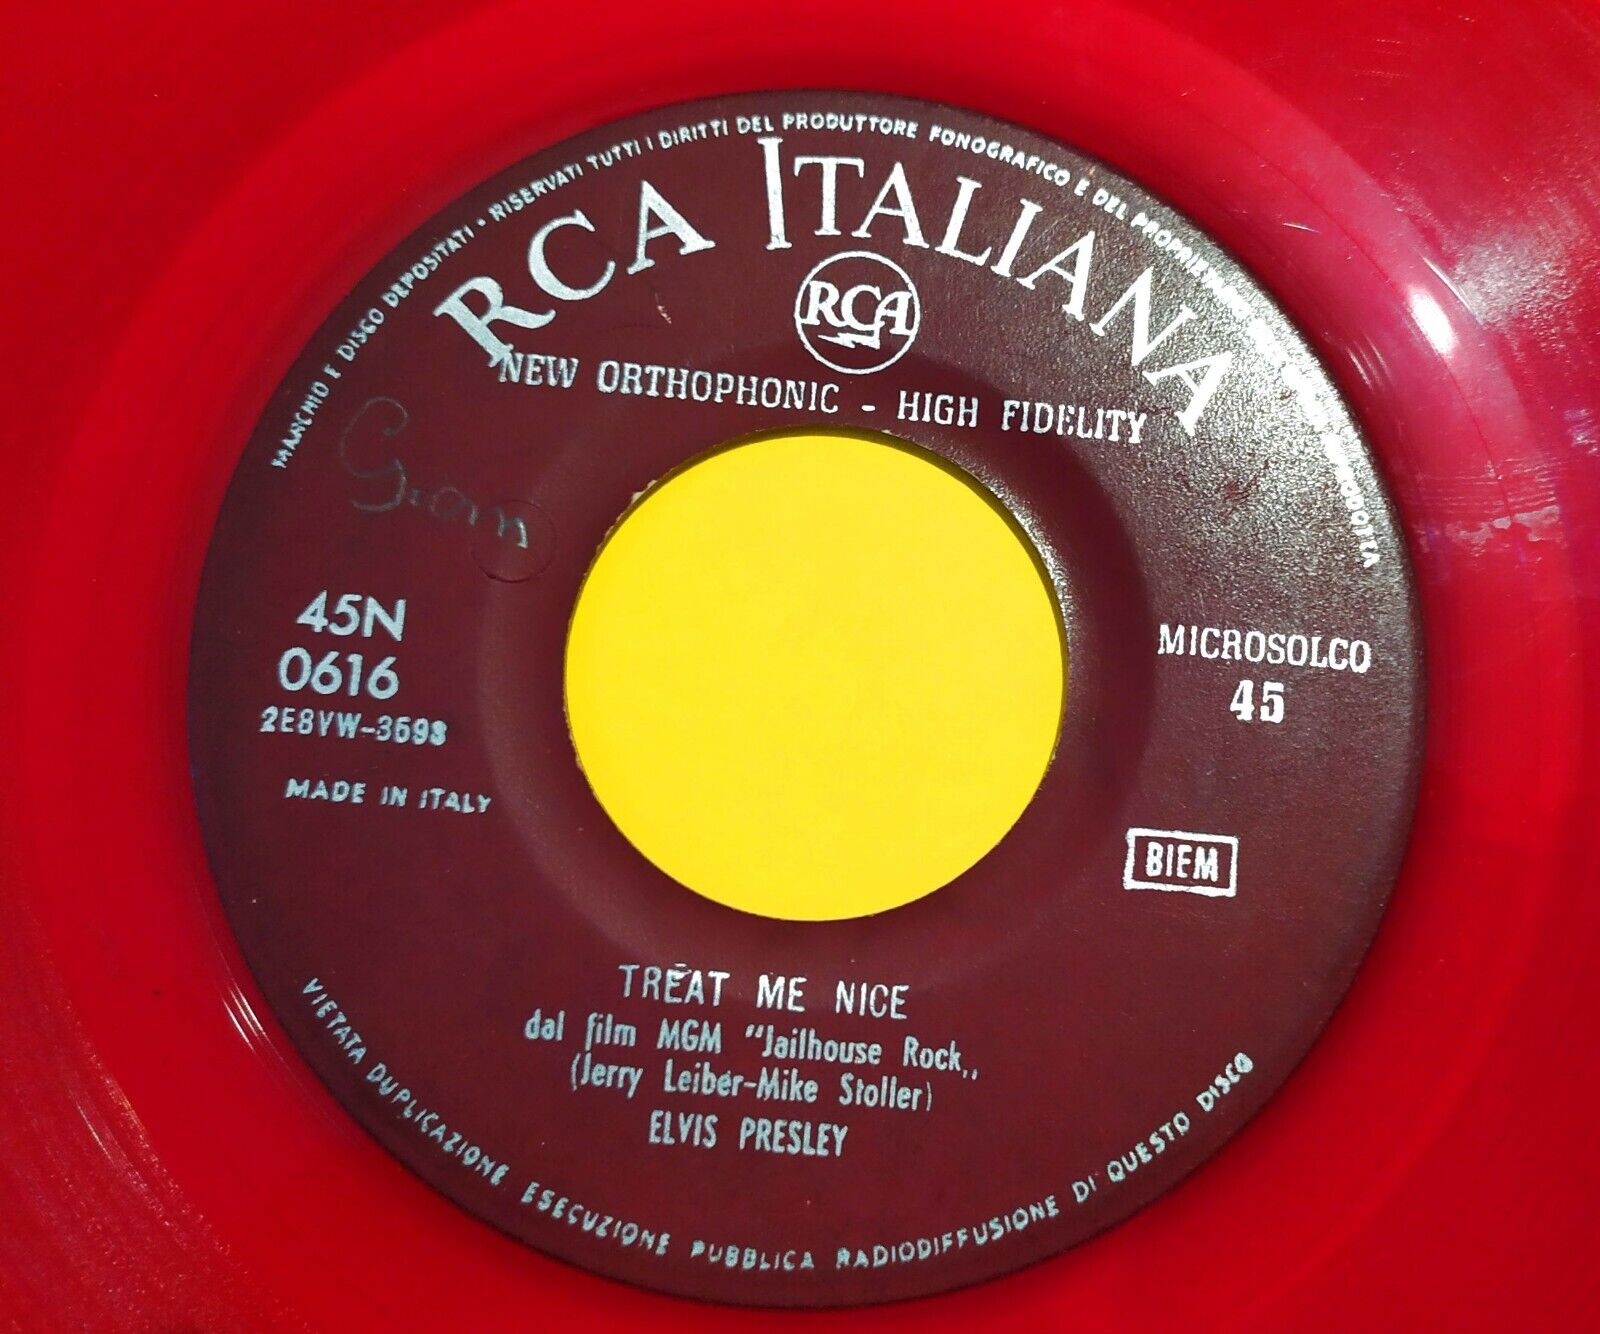 MARCHIO E DISCO DEPOSITATI • RISERVATI TUTTI I DIRITTI DEL PRODUTTORE FONOGRAFICO E DEL
RCA ITALIANA
RCA
NEW ORTHOPHONIC - HIGH FIDELITY
Gian
45N
0616
2E8VW-3598
MADE IN ITALY
MICROSOLCO
45
BIEM
TREAT ME NICE
dal film MGM "Jailhouse Rock„
(Jerry Leiber-Mike Stoller)
ELVIS PRESLEY
VIETATA DUPLICAZIONE ESECUZIONE PUBBLICA RADIODIFFUSIONE DI QUESTO DISCO